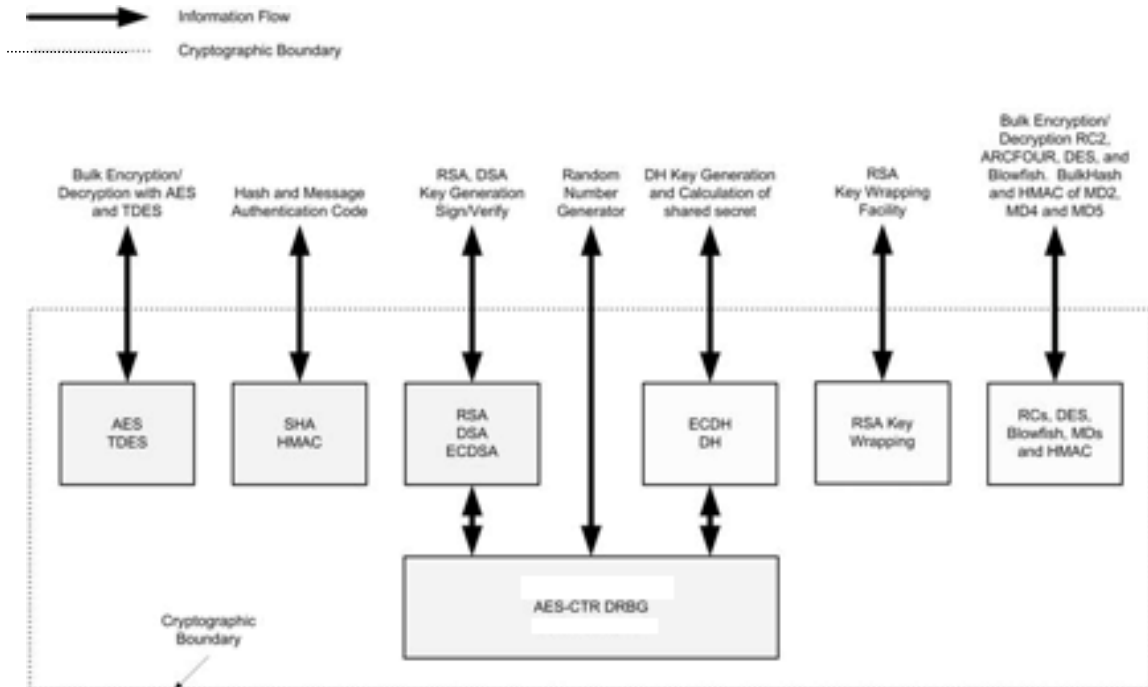 Information Flow
Cryptographic Boundary
Bulk Encryption/
Decryption with AES
and TDES
Hash and Message
Authentication Code
RSA, DSA
Key Generation
Sign/Verify
Random
Number
Generator
DH Key Generation
and Calculation of
shared secret
RSA
Key Wrapping
Facility
Bulk Encryption/
Decryption RC2,
ARCFOUR, DES, and
Blowfish. BulkHash
and HMAC of MD2,
MD4 and MD5
AES
TDES
SHA
HMAC
RSA
DSA
ECDSA
ECDH
DH
RSA Key
Wrapping
RCs, DES,
Blowfish, MDs
and HMAC
AES-CTR DRBG
Cryptographic
Boundary